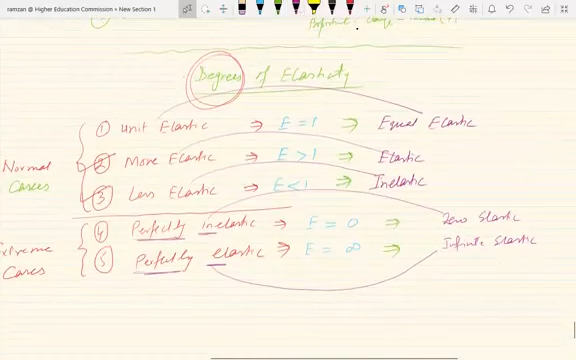 ramzan @ Higher Education Commission » New Section 1
Proportionate change
Degrees of Elasticity
Normal Cases
① Unit Elastic ⇒ E = 1 ⇒ Equal Elastic
② More Elastic ⇒ E > 1 ⇒ Elastic
③ Less Elastic ⇒ E < 1 ⇒ Inelastic
Extreme Cases
④ Perfectly inelastic ⇒ E = 0 ⇒ Zero Elastic
⑤ Perfectly elastic ⇒ E = ∞ ⇒ Infinite Elastic